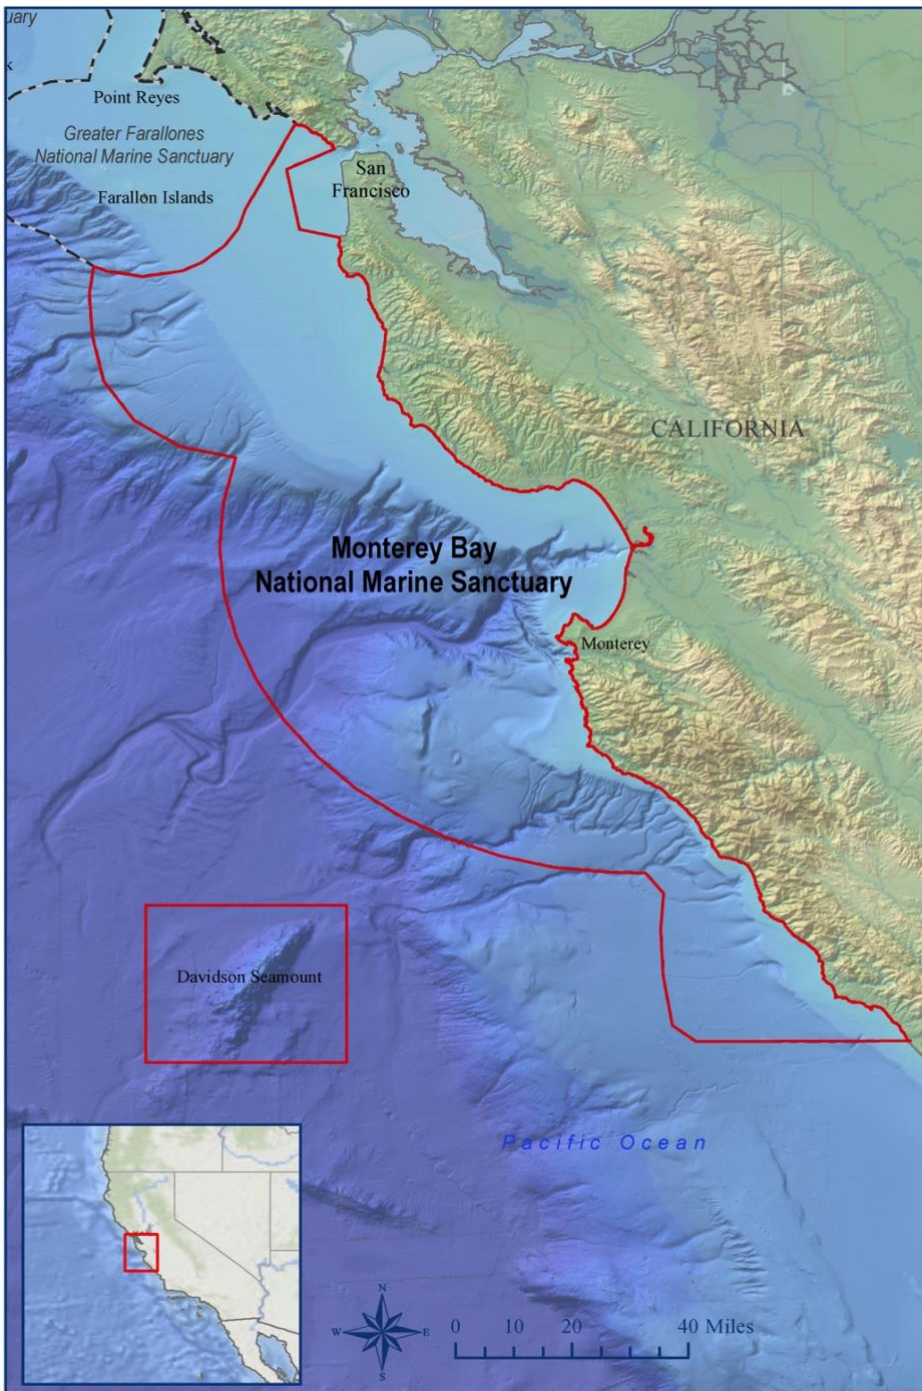 uary
k
Point Reyes
Greater Farallones
National Marine Sanctuary
Farallon Islands
San
Francisco
CALIFORNIA
Monterey Bay
National Marine Sanctuary
Monterey
Davidson Seamount
Pacific Ocean
N
W
E
S
0 10 20 40 Miles